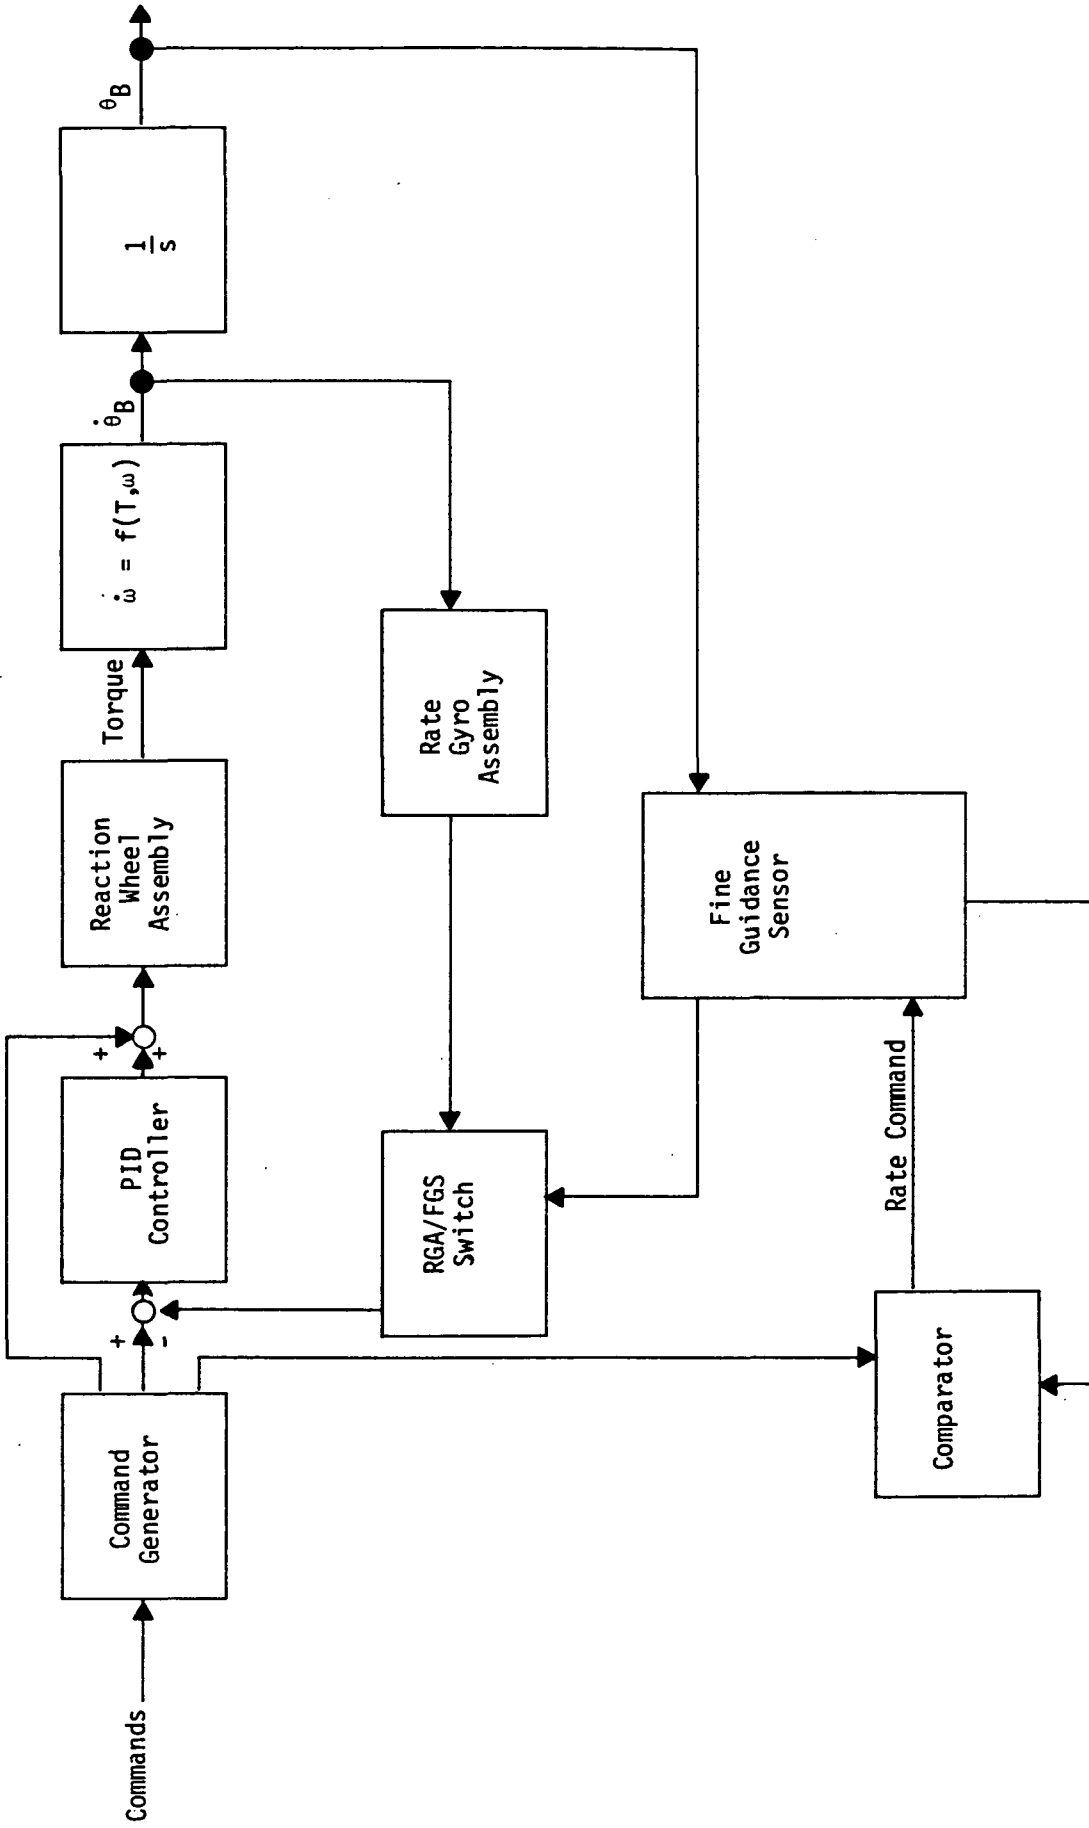 Commands
Command
Generator
+
-
PID
Controller
+
+
Reaction
Wheel
Assembly
Torque
ω̇ = f(T,ω)
θ̇B
1
s
θB
RGA/FGS
Switch
Rate
Gyro
Assembly
Comparator
Rate Command
Fine
Guidance
Sensor